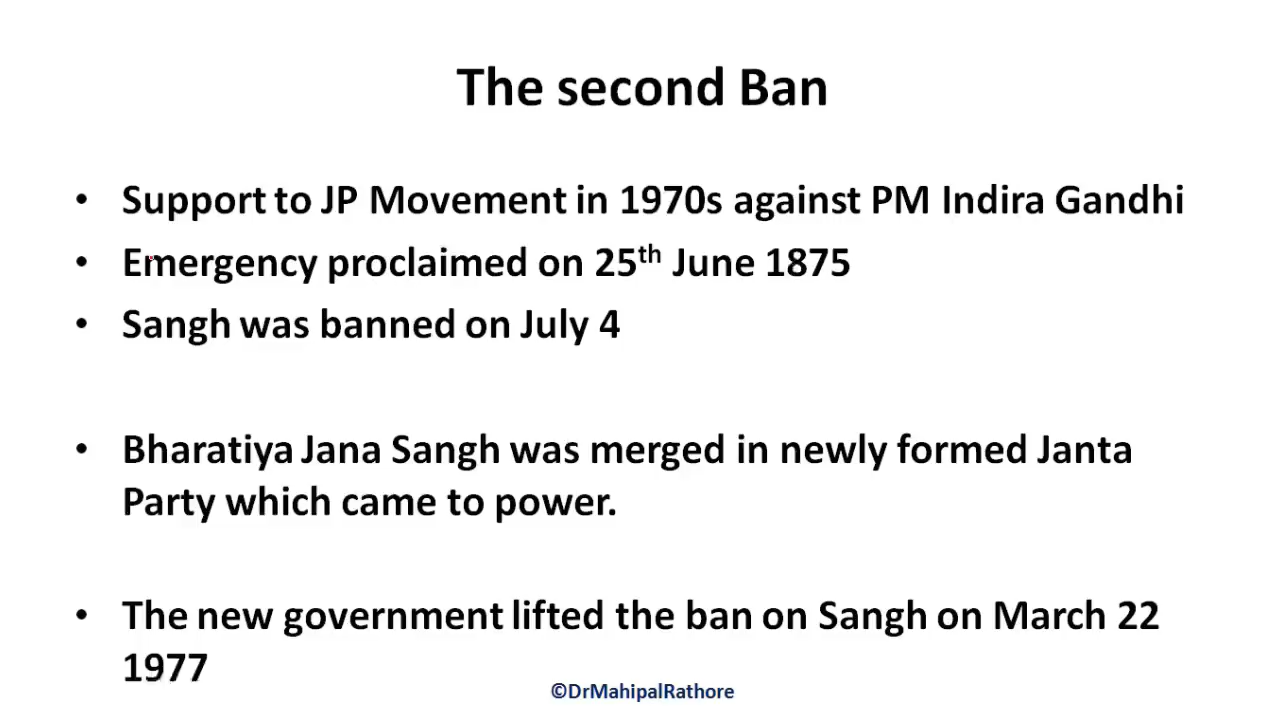 The second Ban
• Support to JP Movement in 1970s against PM Indira Gandhi
• Emergency proclaimed on 25th June 1875
• Sangh was banned on July 4
• Bharatiya Jana Sangh was merged in newly formed Janta
Party which came to power.
• The new government lifted the ban on Sangh on March 22
1977
©DrMahipalRathore